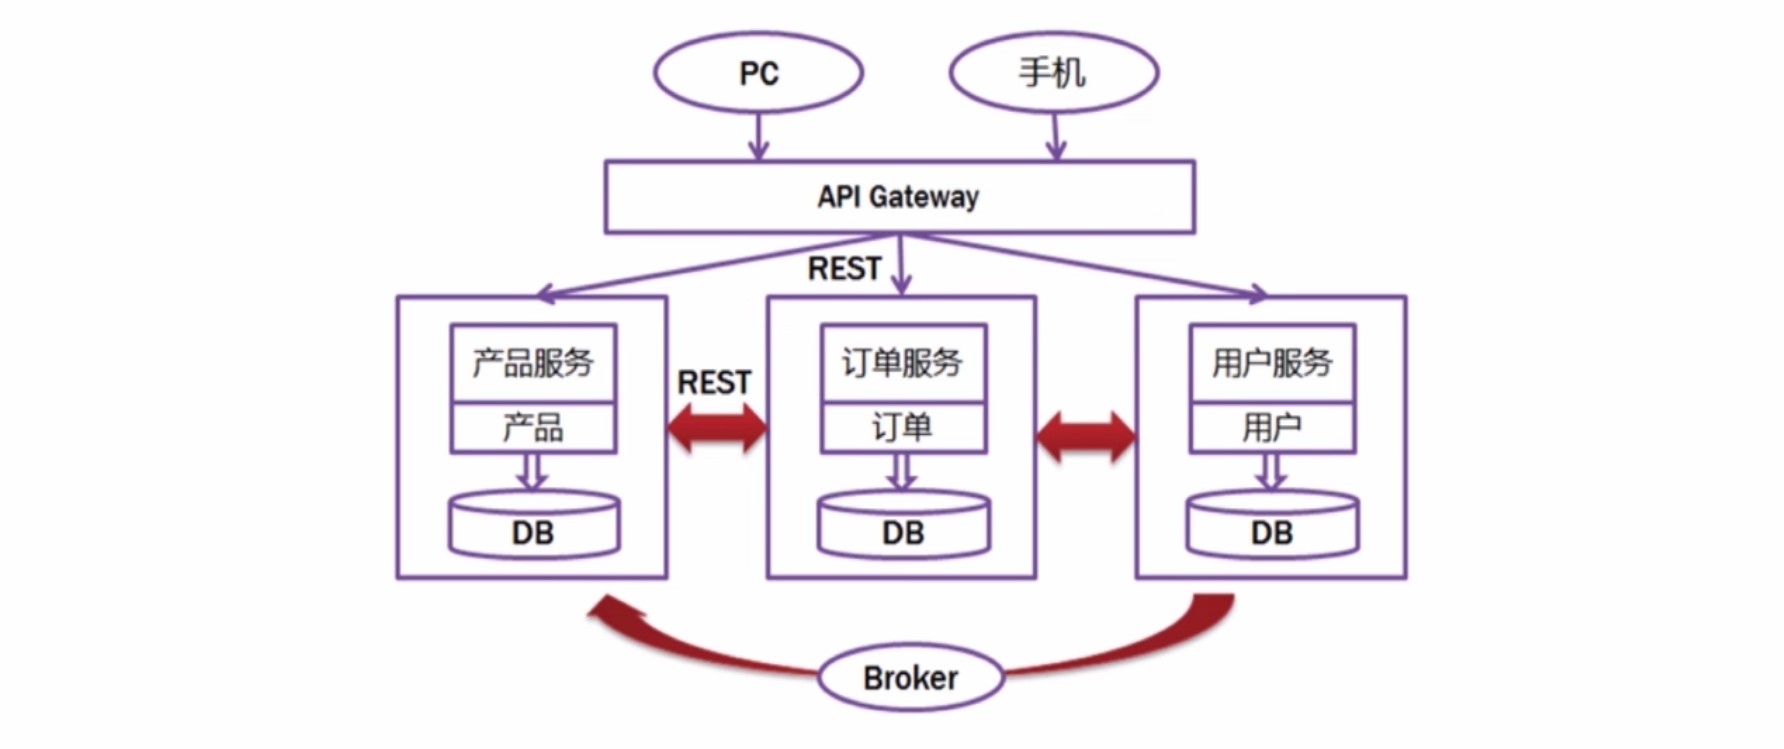 PC
手机
API Gateway
REST
产品服务
产品
DB
REST
订单服务
订单
DB
用户服务
用户
DB
Broker